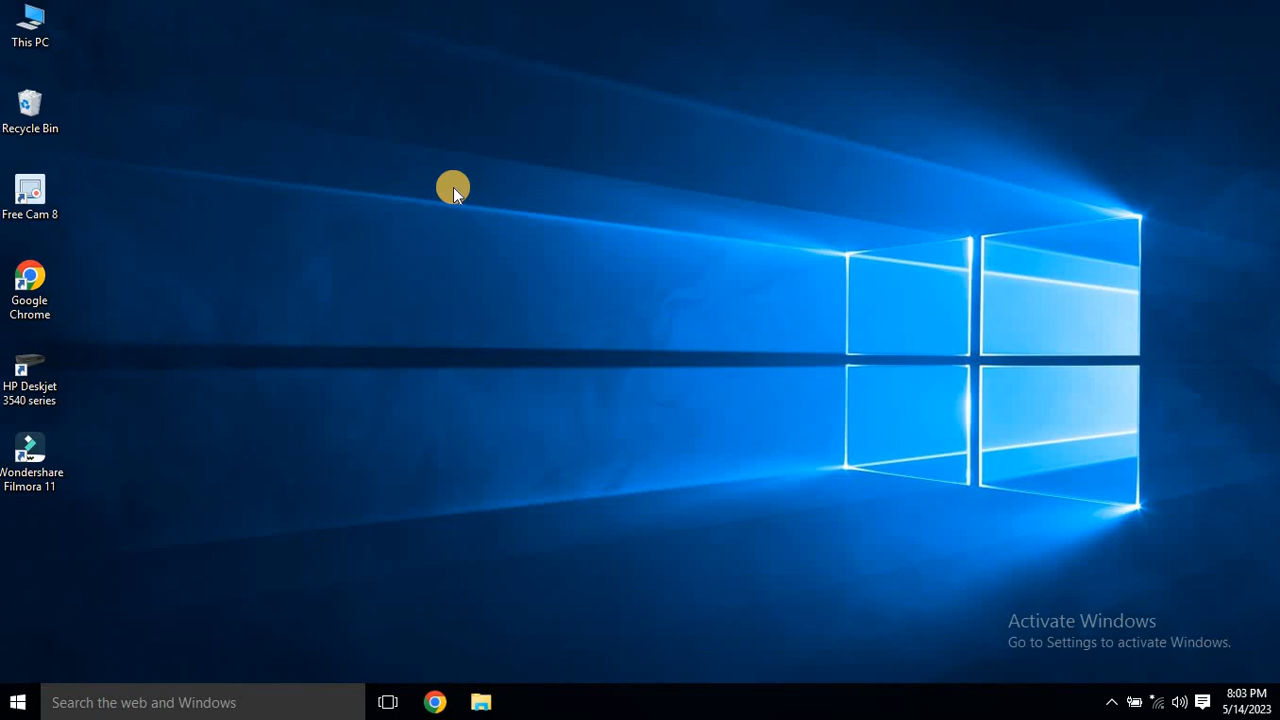 This PC
Recycle Bin
Free Cam 8
Google
Chrome
HP Deskjet
3540 series
Wondershare
Filmora 11
Activate Windows
Go to Settings to activate Windows.
Search the web and Windows
8:03 PM
5/14/2023